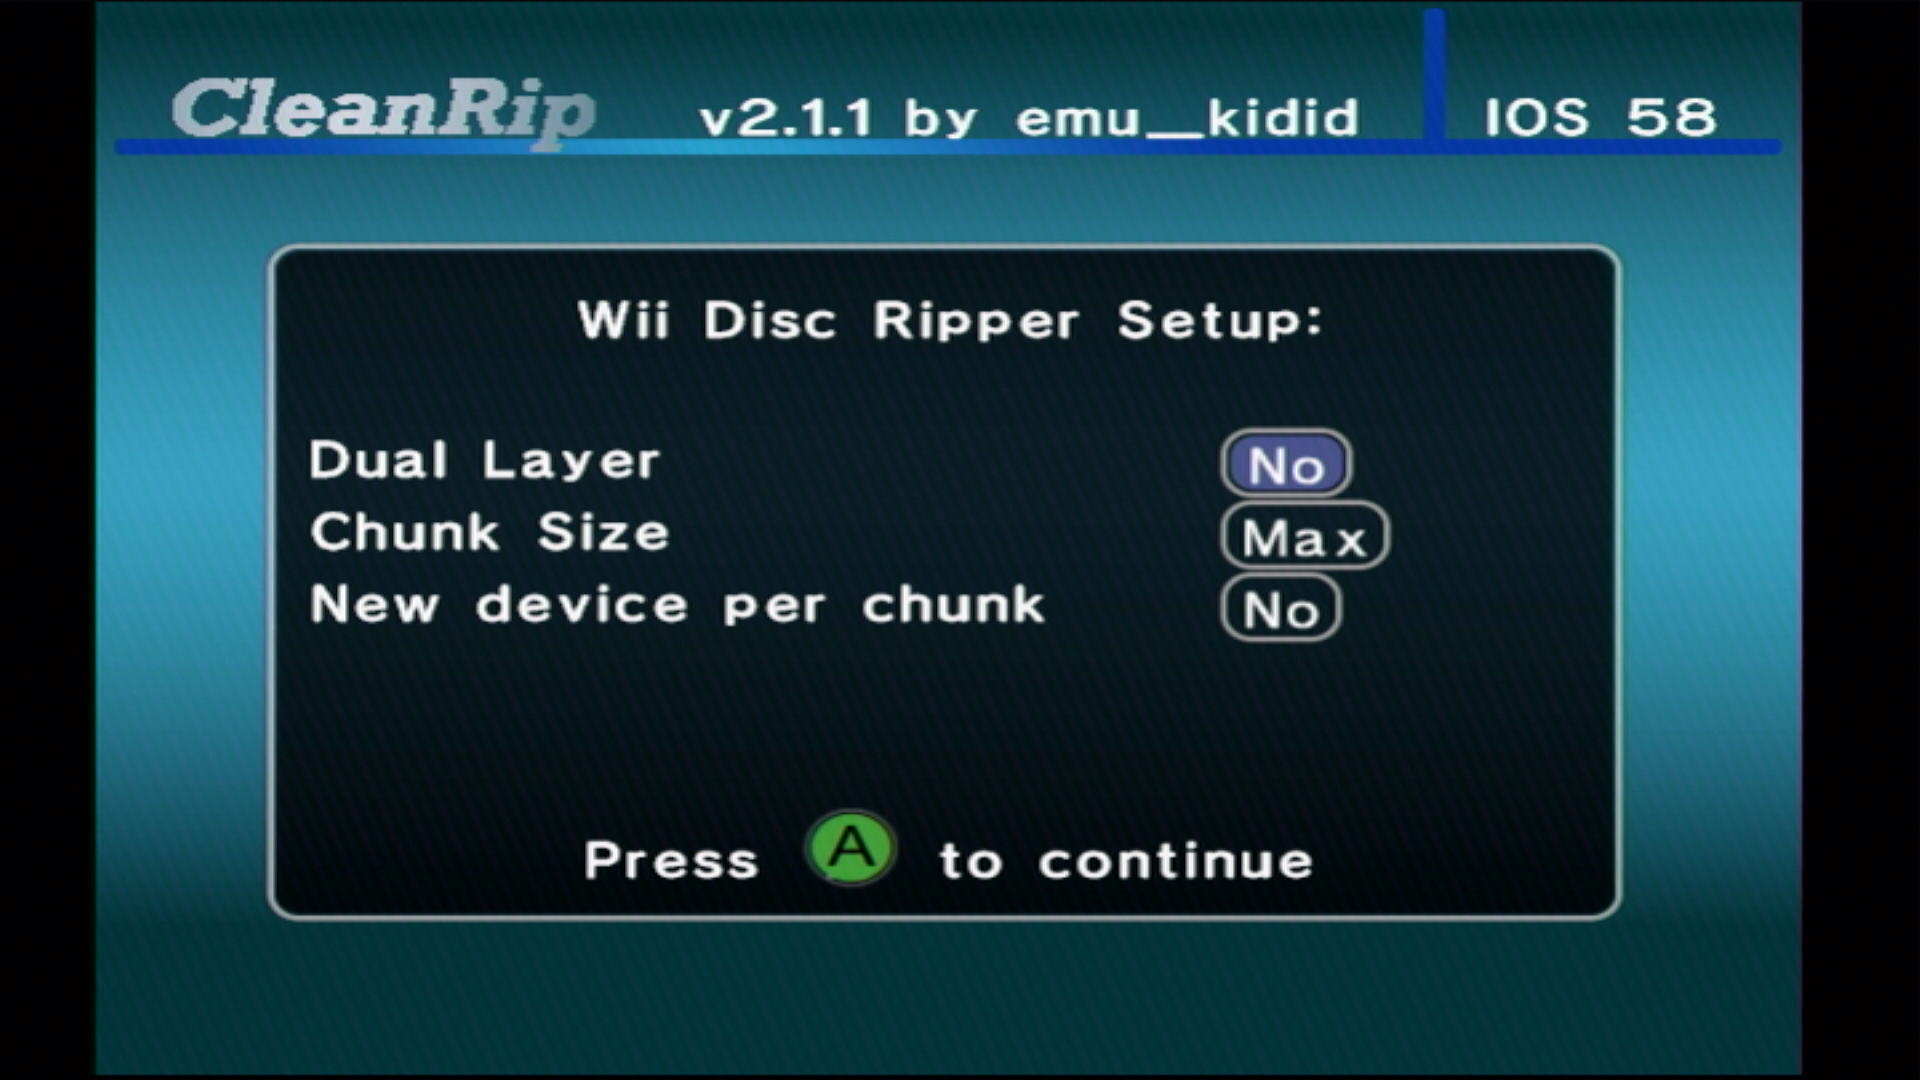 CleanRip v2.1.1 by emu_kidid IOS 58
Wii Disc Ripper Setup:
Dual Layer No
Chunk Size Max
New device per chunk No
Press A to continue